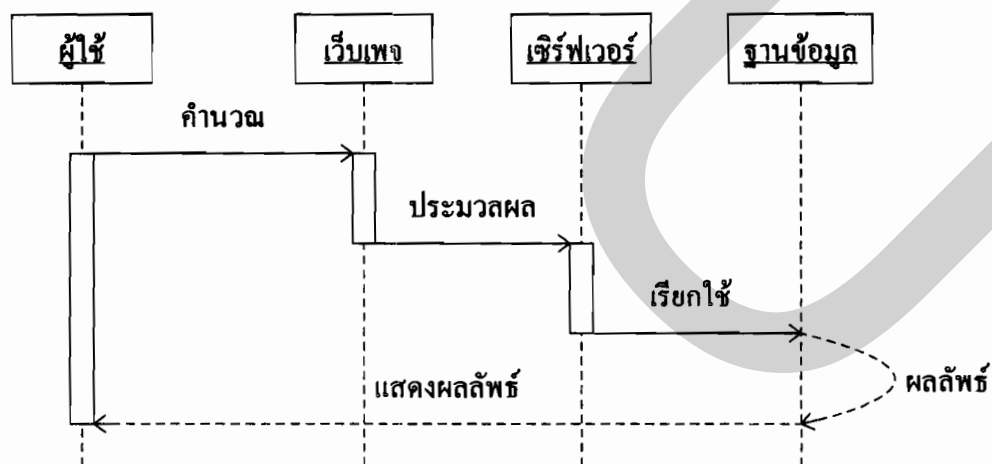 ผู้ใช้ เว็บเพจ เซิร์ฟเวอร์ ฐานข้อมูล
คำนวณ
ประมวลผล
เรียกใช้
แสดงผลลัพธ์ ผลลัพธ์